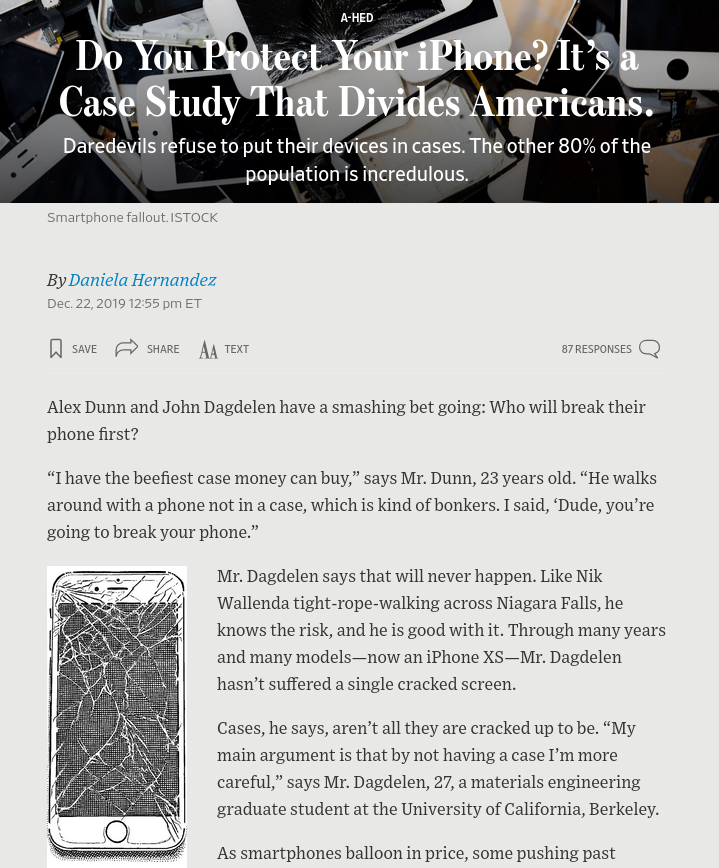 A-HED
Do You Protect Your iPhone? It’s a
Case Study That Divides Americans.
Daredevils refuse to put their devices in cases. The other 80% of the
population is incredulous.
Smartphone fallout. ISTOCK
By Daniela Hernandez
Dec. 22, 2019 12:55 pm ET
SAVE SHARE AA TEXT 87 RESPONSES
Alex Dunn and John Dagdelen have a smashing bet going: Who will break their
phone first?
“I have the beefiest case money can buy,” says Mr. Dunn, 23 years old. “He walks
around with a phone not in a case, which is kind of bonkers. I said, ‘Dude, you’re
going to break your phone.”
Mr. Dagdelen says that will never happen. Like Nik
Wallenda tight-rope-walking across Niagara Falls, he
knows the risk, and he is good with it. Through many years
and many models—now an iPhone XS—Mr. Dagdelen
hasn’t suffered a single cracked screen.
Cases, he says, aren’t all they are cracked up to be. “My
main argument is that by not having a case I’m more
careful,” says Mr. Dagdelen, 27, a materials engineering
graduate student at the University of California, Berkeley.
As smartphones balloon in price, some pushing past